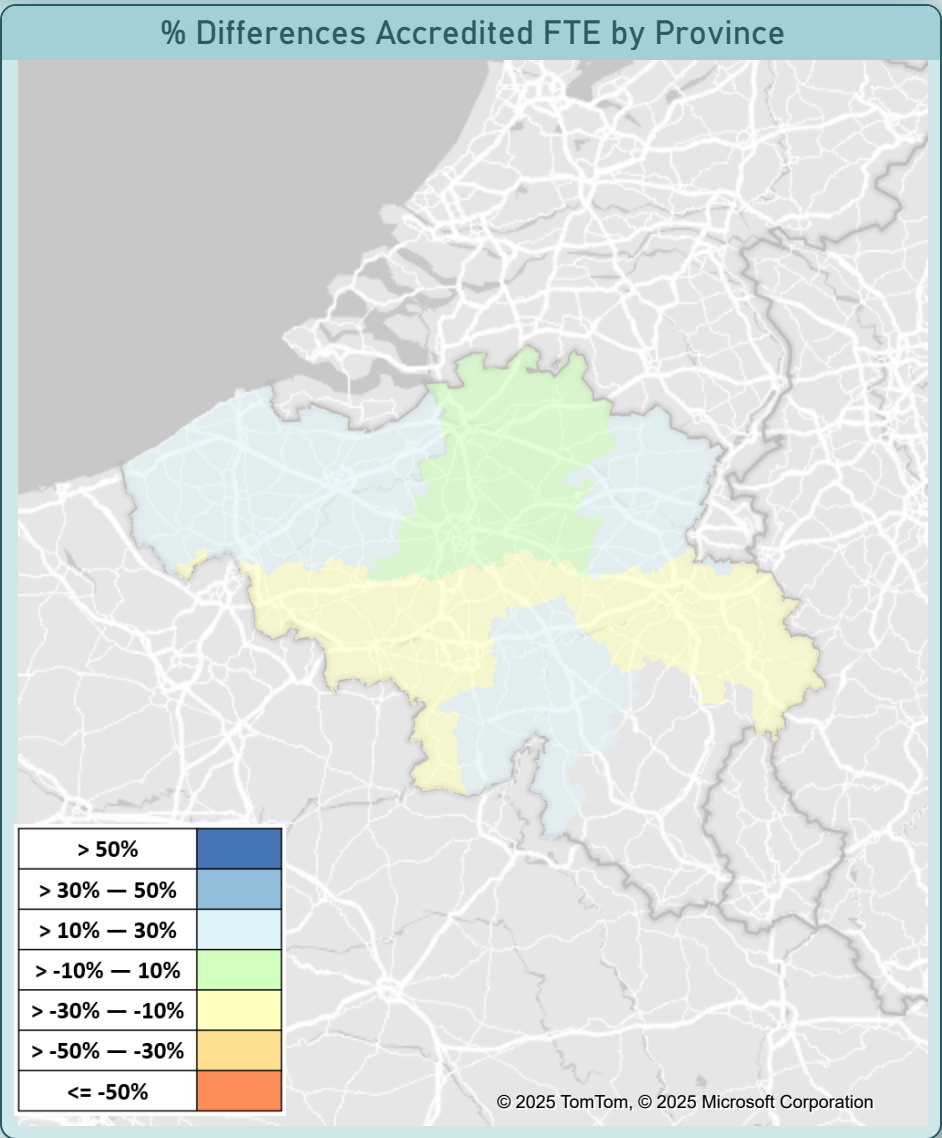 % Differences Accredited FTE by Province
> 50%
> 30% — 50%
> 10% — 30%
> -10% — 10%
> -30% — -10%
> -50% — -30%
<= -50%
© 2025 TomTom, © 2025 Microsoft Corporation